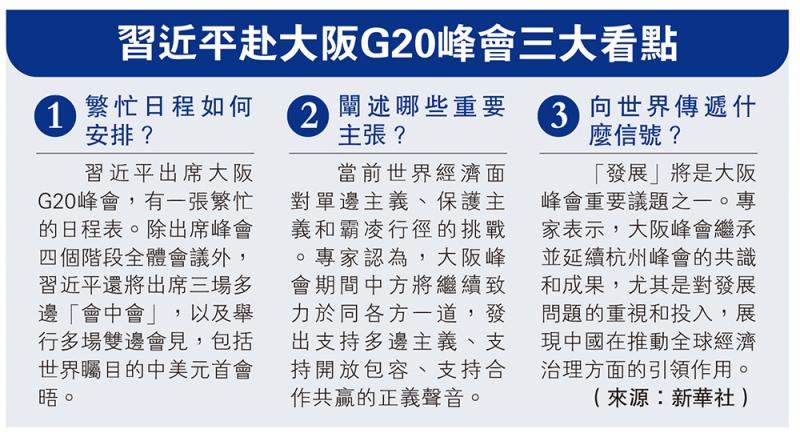 習近平赴大阪G20峰會三大看點
1 繁忙日程如何
安排？
習近平出席大阪
G20峰會，有一張繁忙
的日程表。除出席峰會
四個階段全體會議外，
習近平還將出席三場多
邊「會中會」，以及舉
行多場雙邊會見，包括
世界矚目的中美元首會
晤。
2 闡述哪些重要
主張？
當前世界經濟面
對單邊主義、保護主
義和霸凌行徑的挑戰
。專家認為，大阪峰
會期間中方將繼續致
力於同各方一道，發
出支持多邊主義、支
持開放包容、支持合
作共贏的正義聲音。
3 向世界傳遞什
麼信號？
「發展」將是大阪
峰會重要議題之一。專
家表示，大阪峰會繼承
並延續杭州峰會的共識
和成果，尤其是對發展
問題的重視和投入，展
現中國在推動全球經濟
治理方面的引領作用。
（來源：新華社）